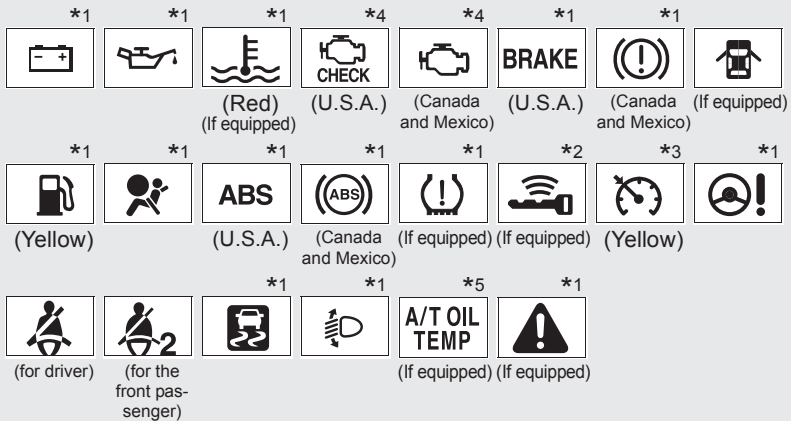 *1 *1 *1 *4 *4 *1 *1
CHECK BRAKE
(Red) (U.S.A.) (Canada (U.S.A.) (Canada (If equipped)
(If equipped) and Mexico) and Mexico)
*1 *1 *1 *1 *1 *2 *3 *1
ABS ABS
(Yellow) (U.S.A.) (Canada (If equipped) (If equipped) (Yellow)
and Mexico)
*1 *1 *5 *1
2 A/T OIL
TEMP
(for driver) (for the (If equipped) (If equipped)
front pas-
senger)